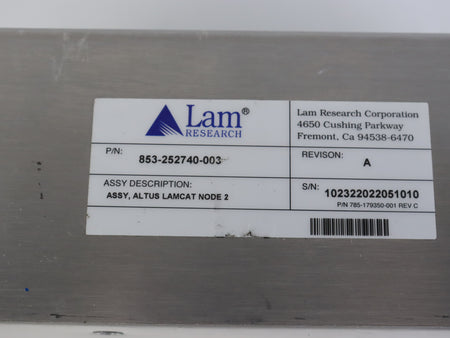 Lam®
RESEARCH
Lam Research Corporation
4650 Cushing Parkway
Fremont, Ca 94538-6470
P/N:
853-252740-003
REVISON:
A
ASSY DESCRIPTION:
ASSY, ALTUS LAMCAT NODE 2
S/N:
102322022051010
P/N 785-179350-001 REV C